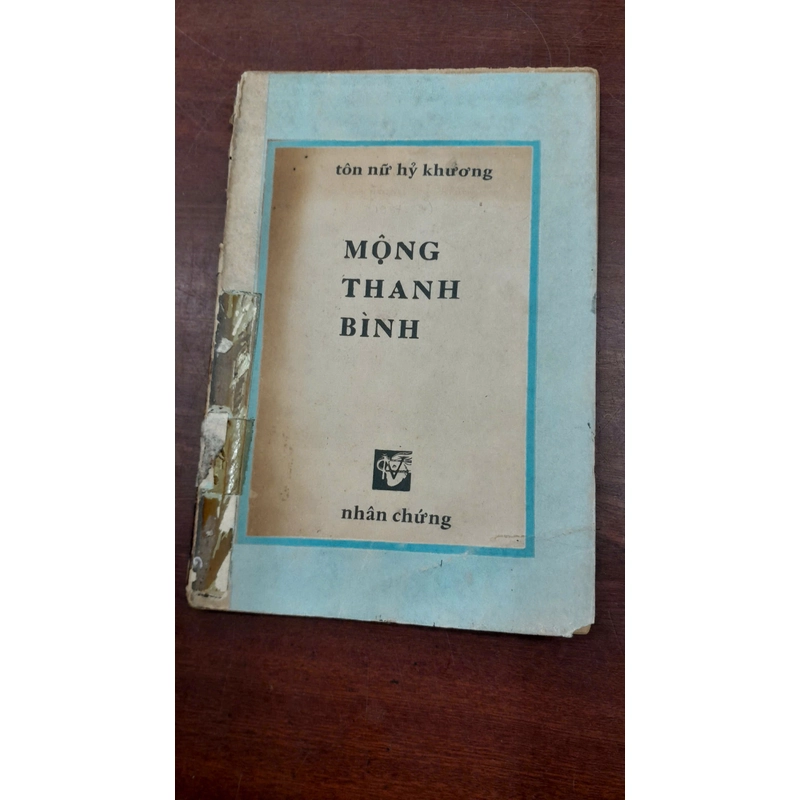 tôn nữ hỷ khương
MỘNG
THANH
BÌNH
nhân chứng